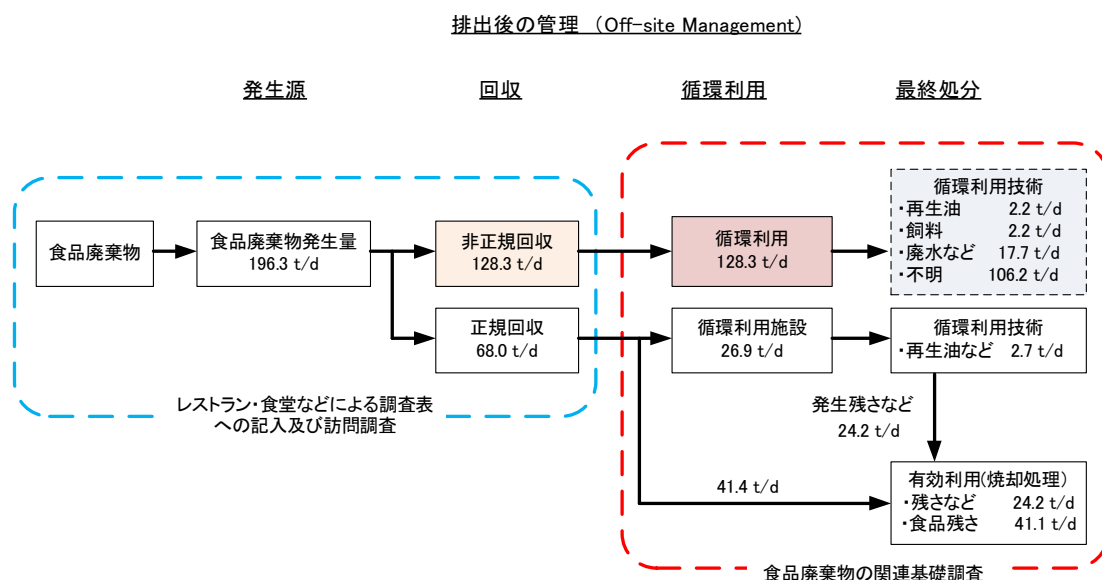 排出後の管理 （Off-site Management)
発生源
回収
循環利用
最終処分
食品廃棄物
食品廃棄物発生量
196.3 t/d
非正規回収
128.3 t/d
循環利用
128.3 t/d
循環利用技術
・再生油 2.2 t/d
・飼料 2.2 t/d
・廃水など 17.7 t/d
・不明 106.2 t/d
正規回収
68.0 t/d
循環利用施設
26.9 t/d
循環利用技術
・再生油など 2.7 t/d
レストラン・食堂などによる調査表
への記入及び訪問調査
発生残さなど
24.2 t/d
41.4 t/d
有効利用(焼却処理)
・残さなど 24.2 t/d
・食品残さ 41.1 t/d
食品廃棄物の関連基礎調査